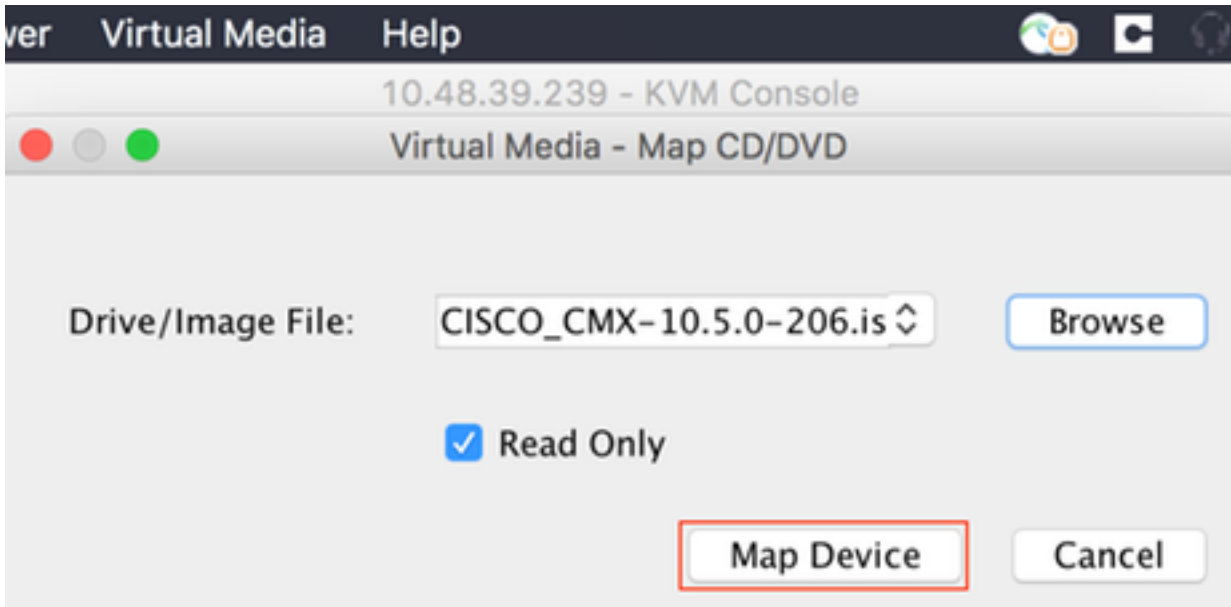 Virtual Media Help
10.48.39.239 - KVM Console
Virtual Media - Map CD/DVD
Drive/Image File: CISCO_CMX-10.5.0-206.is Browse
Read Only
Map Device Cancel